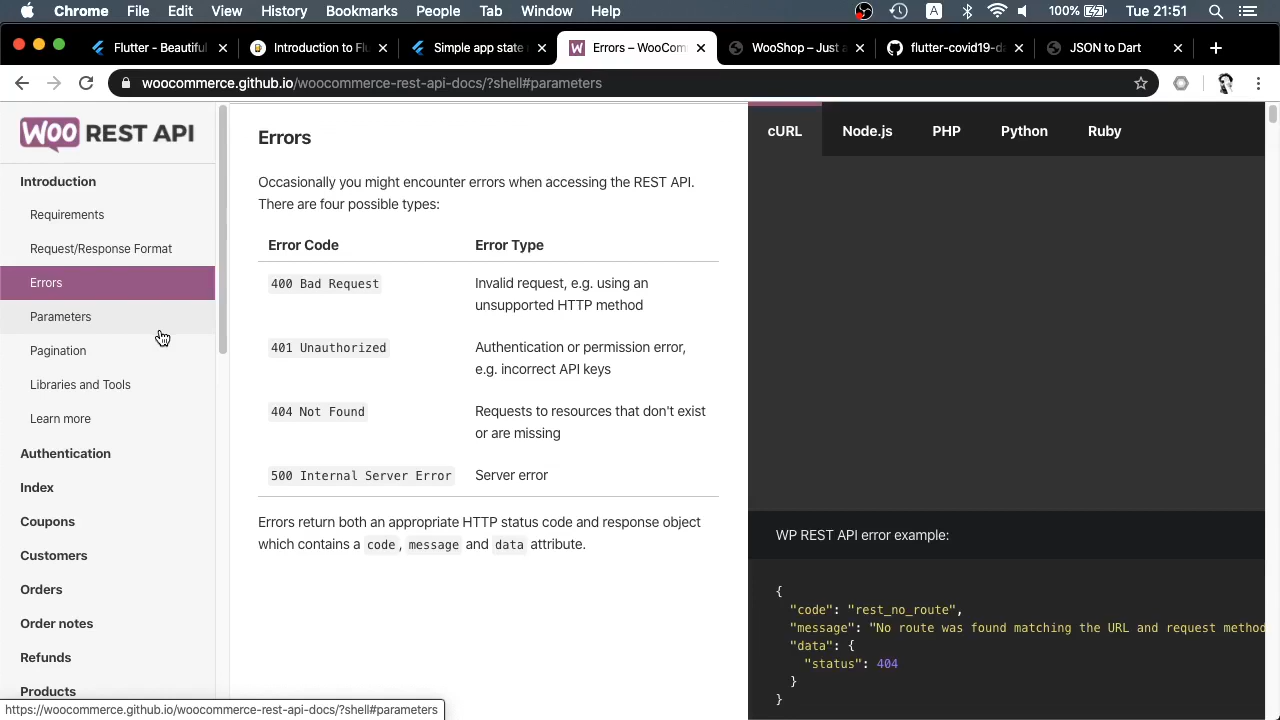 Chrome File Edit View History Bookmarks People Tab Window Help 100% Tue 21:51
Flutter - Beautiful
Introduction to Flu
Simple app state
Errors – WooCom
WooShop – Just a
flutter-covid19-da
JSON to Dart
woocommerce.github.io/woocommerce-rest-api-docs/?shell#parameters
WOO REST API
Introduction
Requirements
Request/Response Format
Errors
Parameters
Pagination
Libraries and Tools
Learn more
Authentication
Index
Coupons
Customers
Orders
Order notes
Refunds
Products
https://woocommerce.github.io/woocommerce-rest-api-docs/?shell#parameters
Errors
Occasionally you might encounter errors when accessing the REST API.
There are four possible types:
Error Code Error Type
400 Bad Request Invalid request, e.g. using an
unsupported HTTP method
401 Unauthorized Authentication or permission error,
e.g. incorrect API keys
404 Not Found Requests to resources that don't exist
or are missing
500 Internal Server Error Server error
Errors return both an appropriate HTTP status code and response object
which contains a code, message and data attribute.
cURL Node.js PHP Python Ruby
WP REST API error example:
{
"code": "rest_no_route",
"message": "No route was found matching the URL and request method
"data": {
"status": 404
}
}